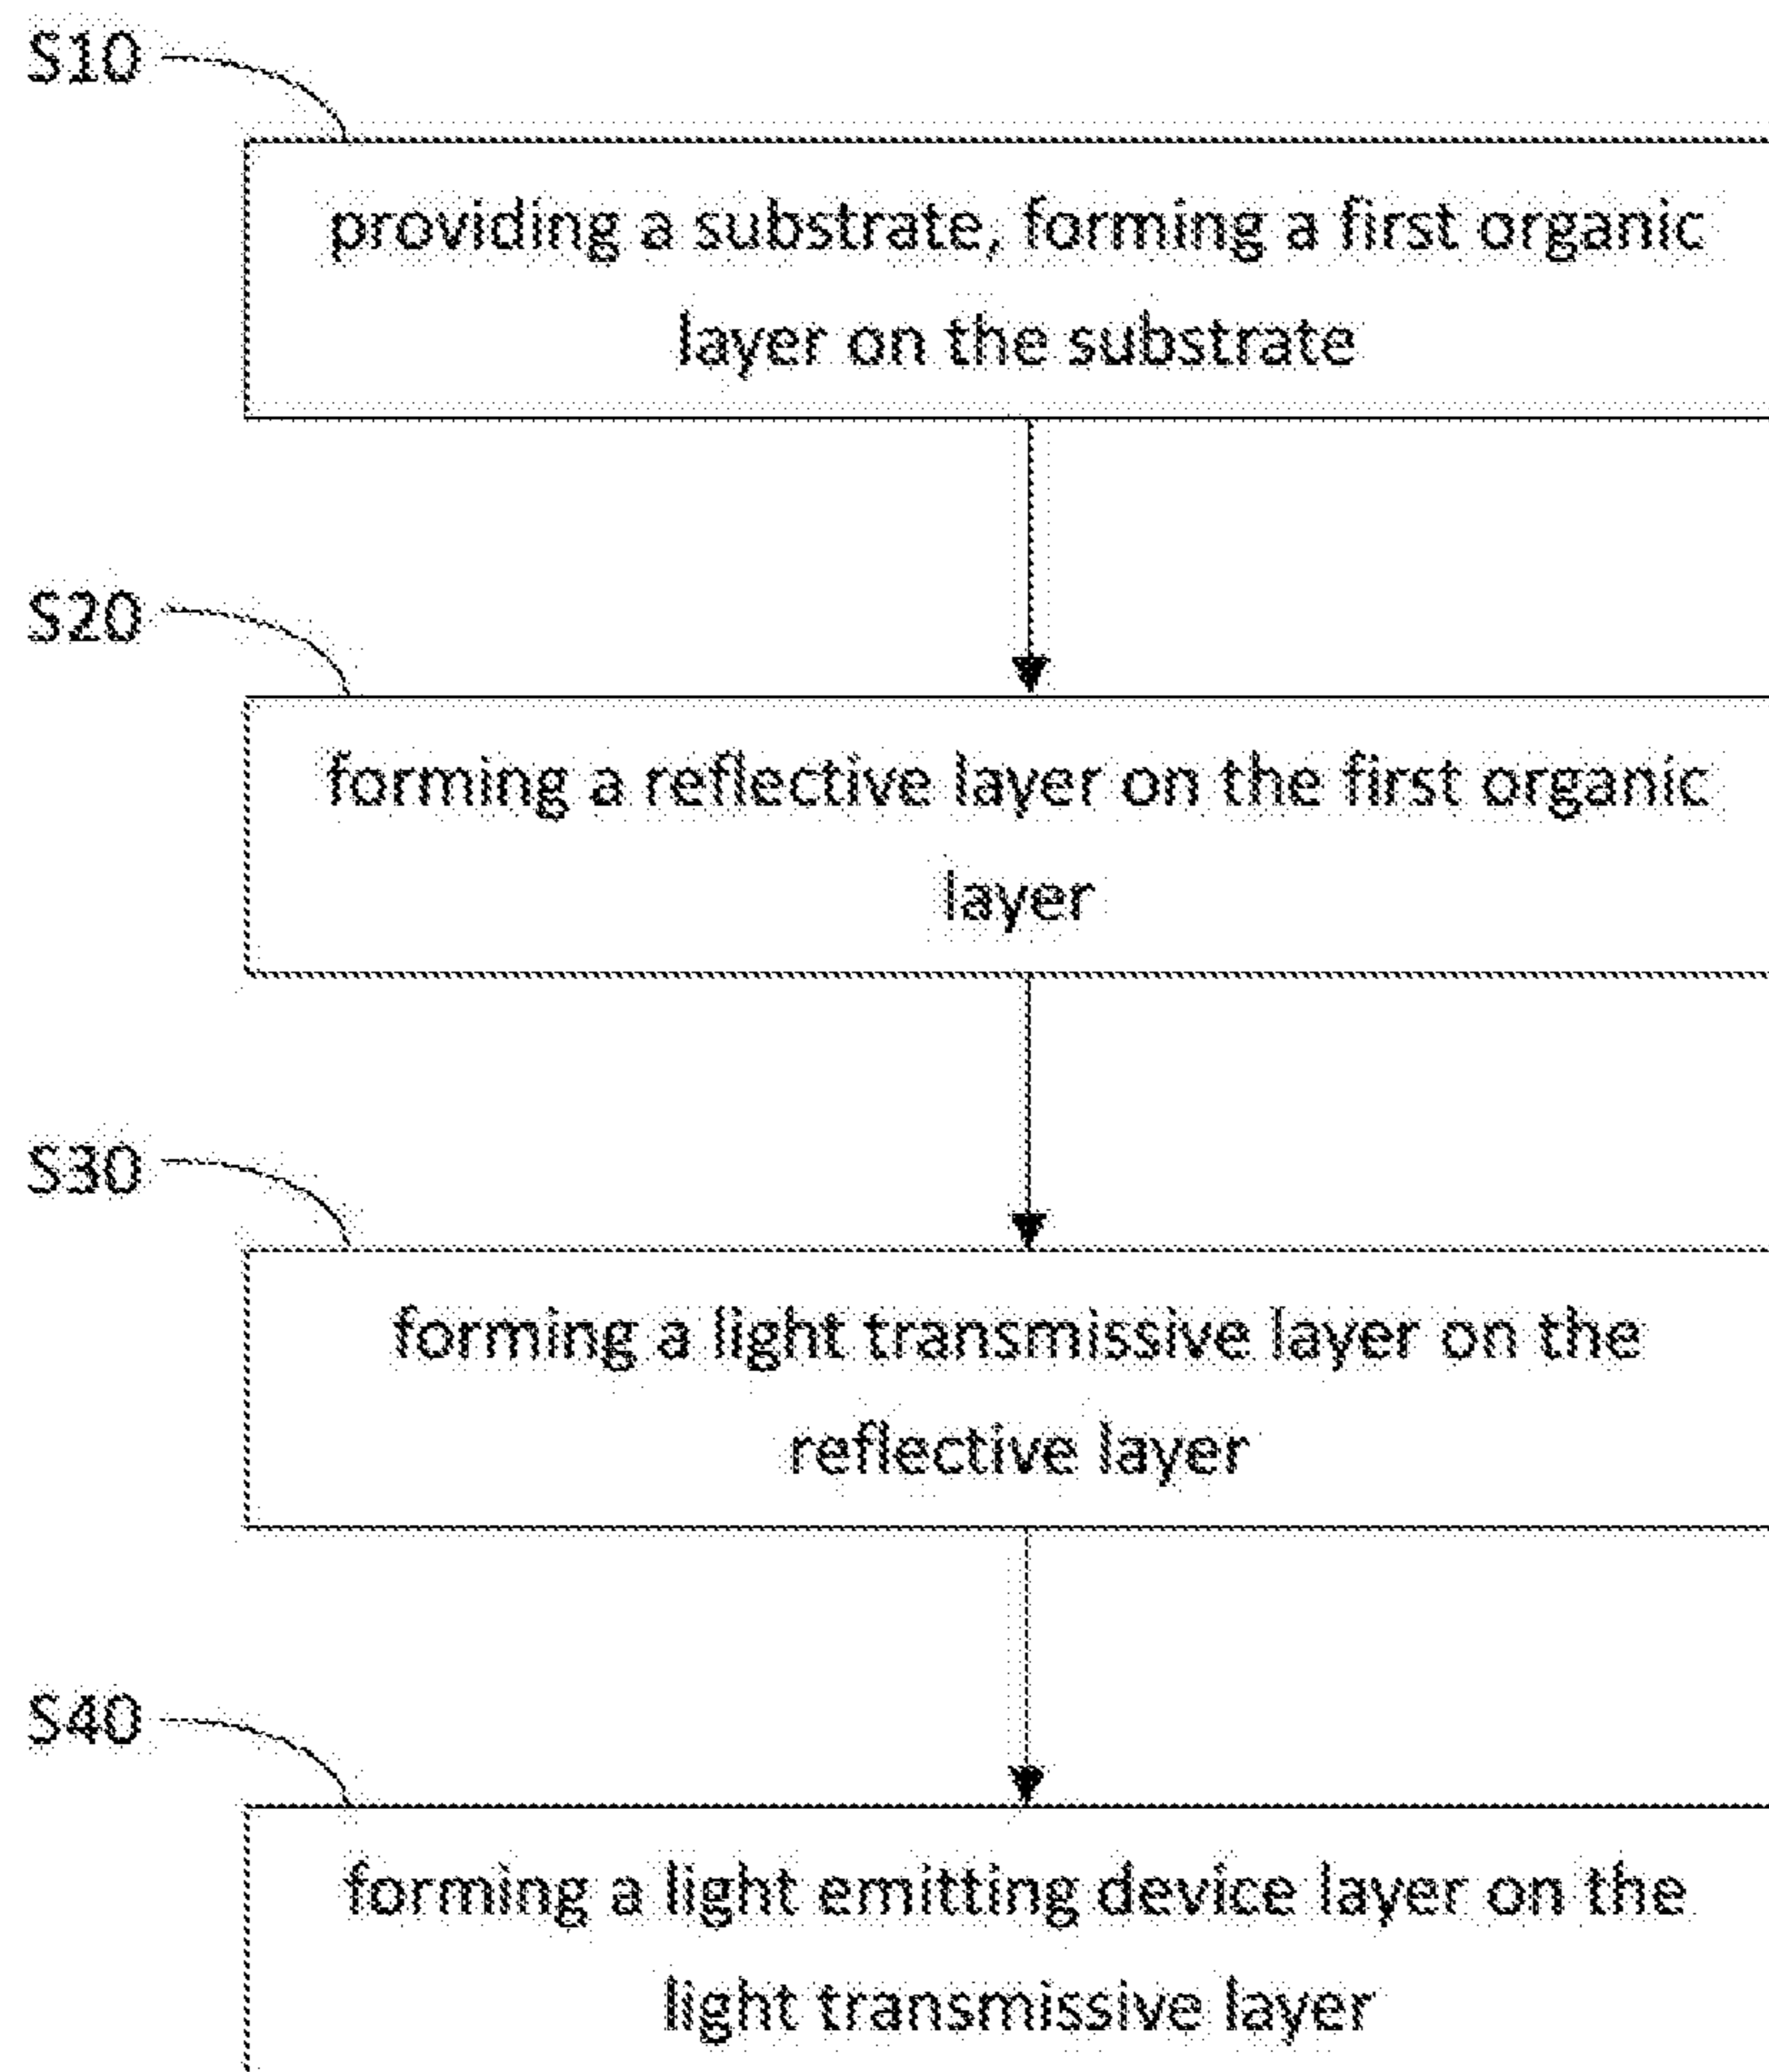 S10
providing a substrate, forming a first organic
layer on the substrate
S20
forming a reflective layer on the first organic
layer
S30
forming a light transmissive layer on the
reflective layer
S40
forming a light emitting device layer on the
light transmissive layer